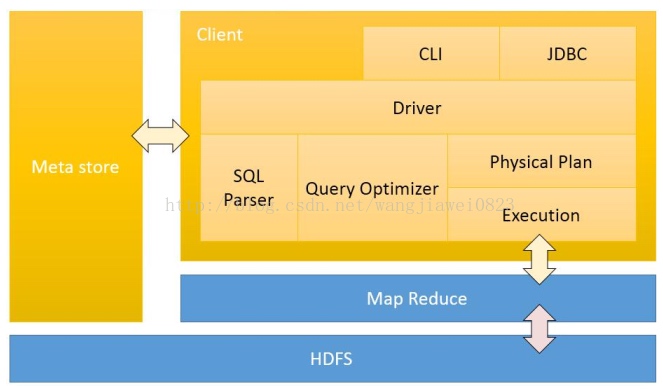 Client
CLI
JDBC
Driver
Meta store
SQL
Parser
Query Optimizer
Physical Plan
Execution
http://blog.csdn.net/wangjiawei0823
Map Reduce
HDFS